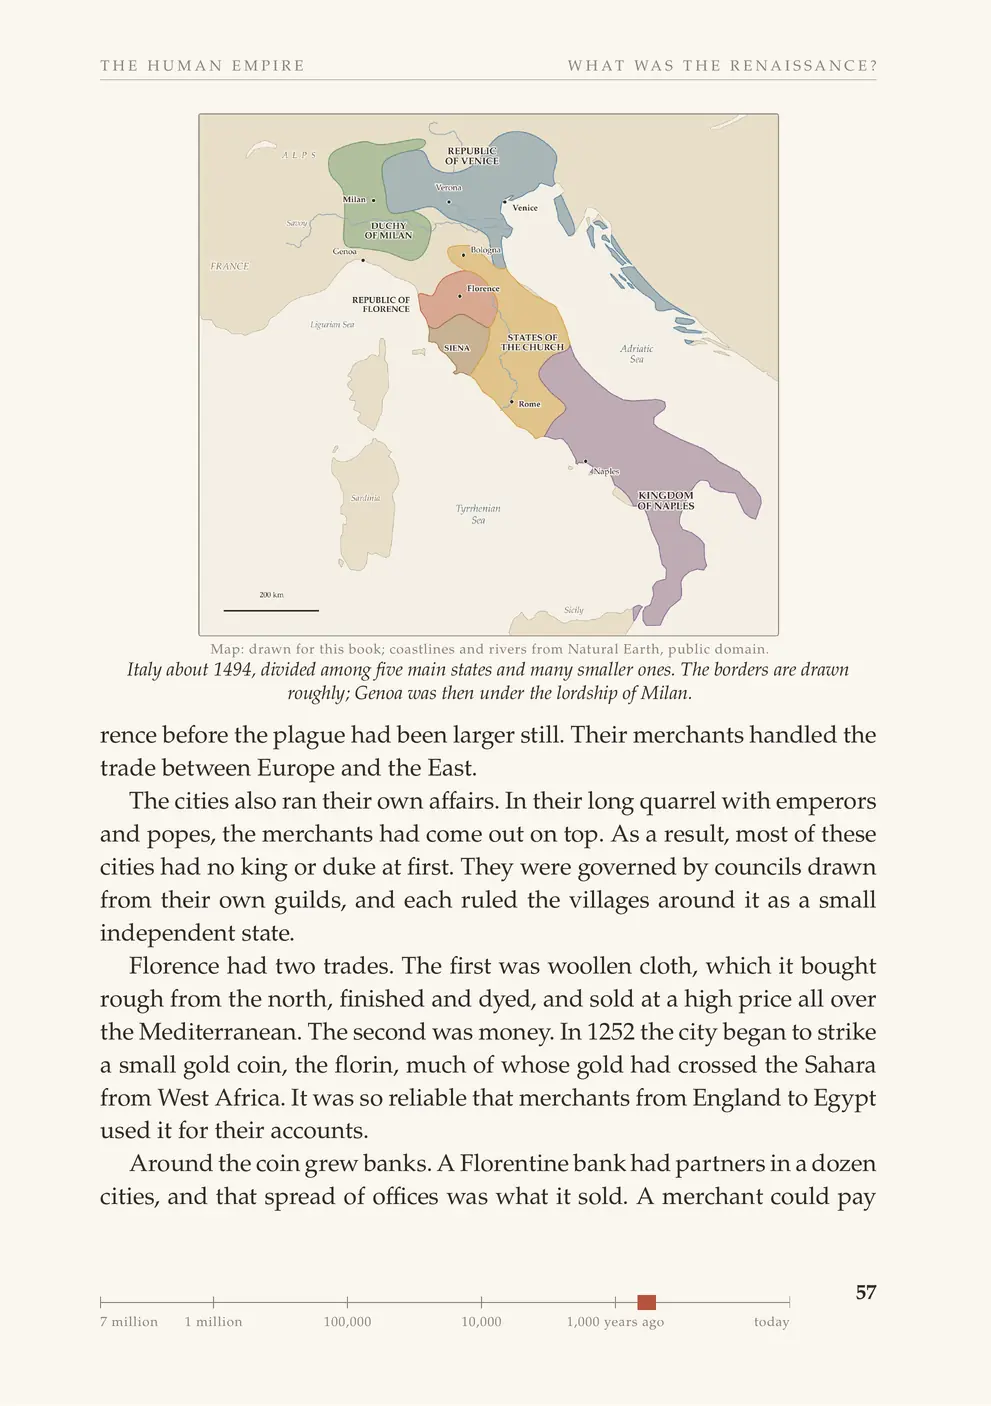 THE HUMAN EMPIRE
WHAT WAS THE RENAISSANCE?
ALPS
REPUBLIC
OF VENICE
Verona
Milan
Venice
Savoy
DUCHY
OF MILAN
Genoa
Bologna
FRANCE
Florence
REPUBLIC OF
FLORENCE
Ligurian Sea
SIENA
STATES OF
THE CHURCH
Adriatic
Sea
Rome
Naples
Sardinia
KINGDOM
OF NAPLES
Tyrrhenian
Sea
200 km
Sicily
Map: drawn for this book; coastlines and rivers from Natural Earth, public domain.
Italy about 1494, divided among five main states and many smaller ones. The borders are drawn
roughly; Genoa was then under the lordship of Milan.
rence before the plague had been larger still. Their merchants handled the
trade between Europe and the East.
The cities also ran their own affairs. In their long quarrel with emperors
and popes, the merchants had come out on top. As a result, most of these
cities had no king or duke at first. They were governed by councils drawn
from their own guilds, and each ruled the villages around it as a small
independent state.
Florence had two trades. The first was woollen cloth, which it bought
rough from the north, finished and dyed, and sold at a high price all over
the Mediterranean. The second was money. In 1252 the city began to strike
a small gold coin, the florin, much of whose gold had crossed the Sahara
from West Africa. It was so reliable that merchants from England to Egypt
used it for their accounts.
Around the coin grew banks. A Florentine bank had partners in a dozen
cities, and that spread of offices was what it sold. A merchant could pay
57
7 million
1 million
100,000
10,000
1,000 years ago
today